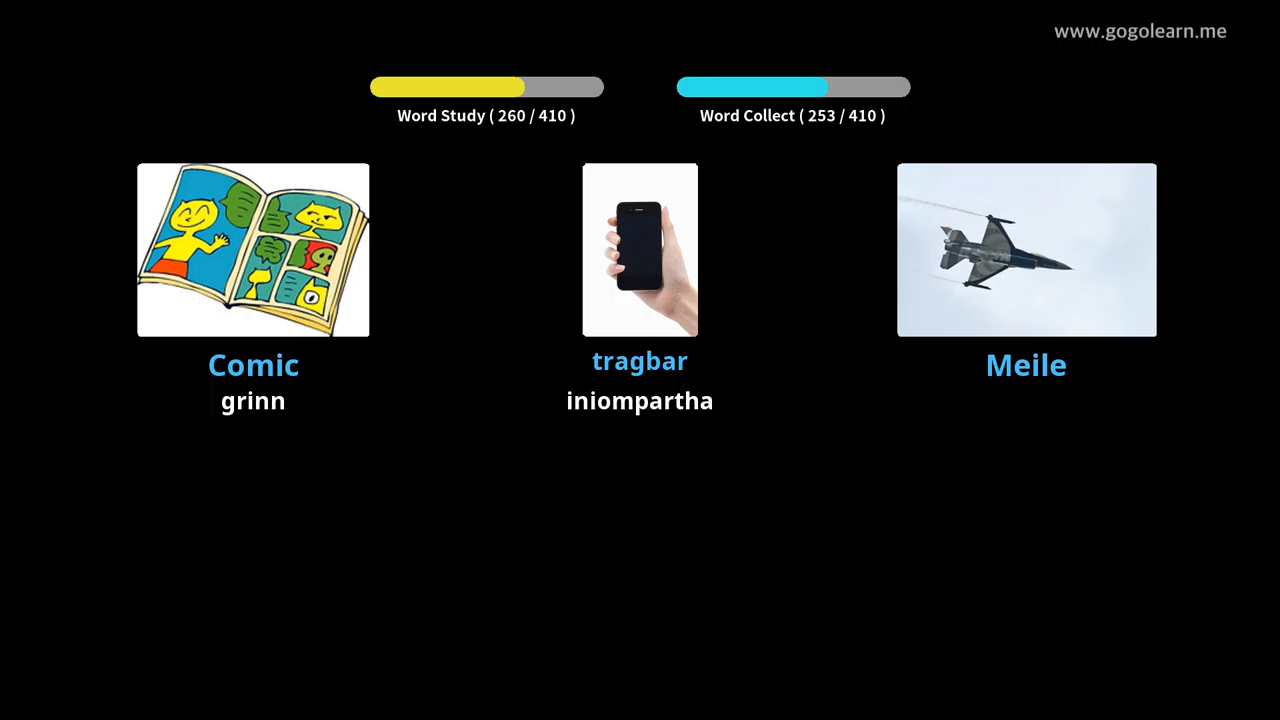 www.gogolearn.me
Word Study ( 260 / 410 )
Word Collect ( 253 / 410 )
Comic
tragbar
Meile
grinn
iniompartha